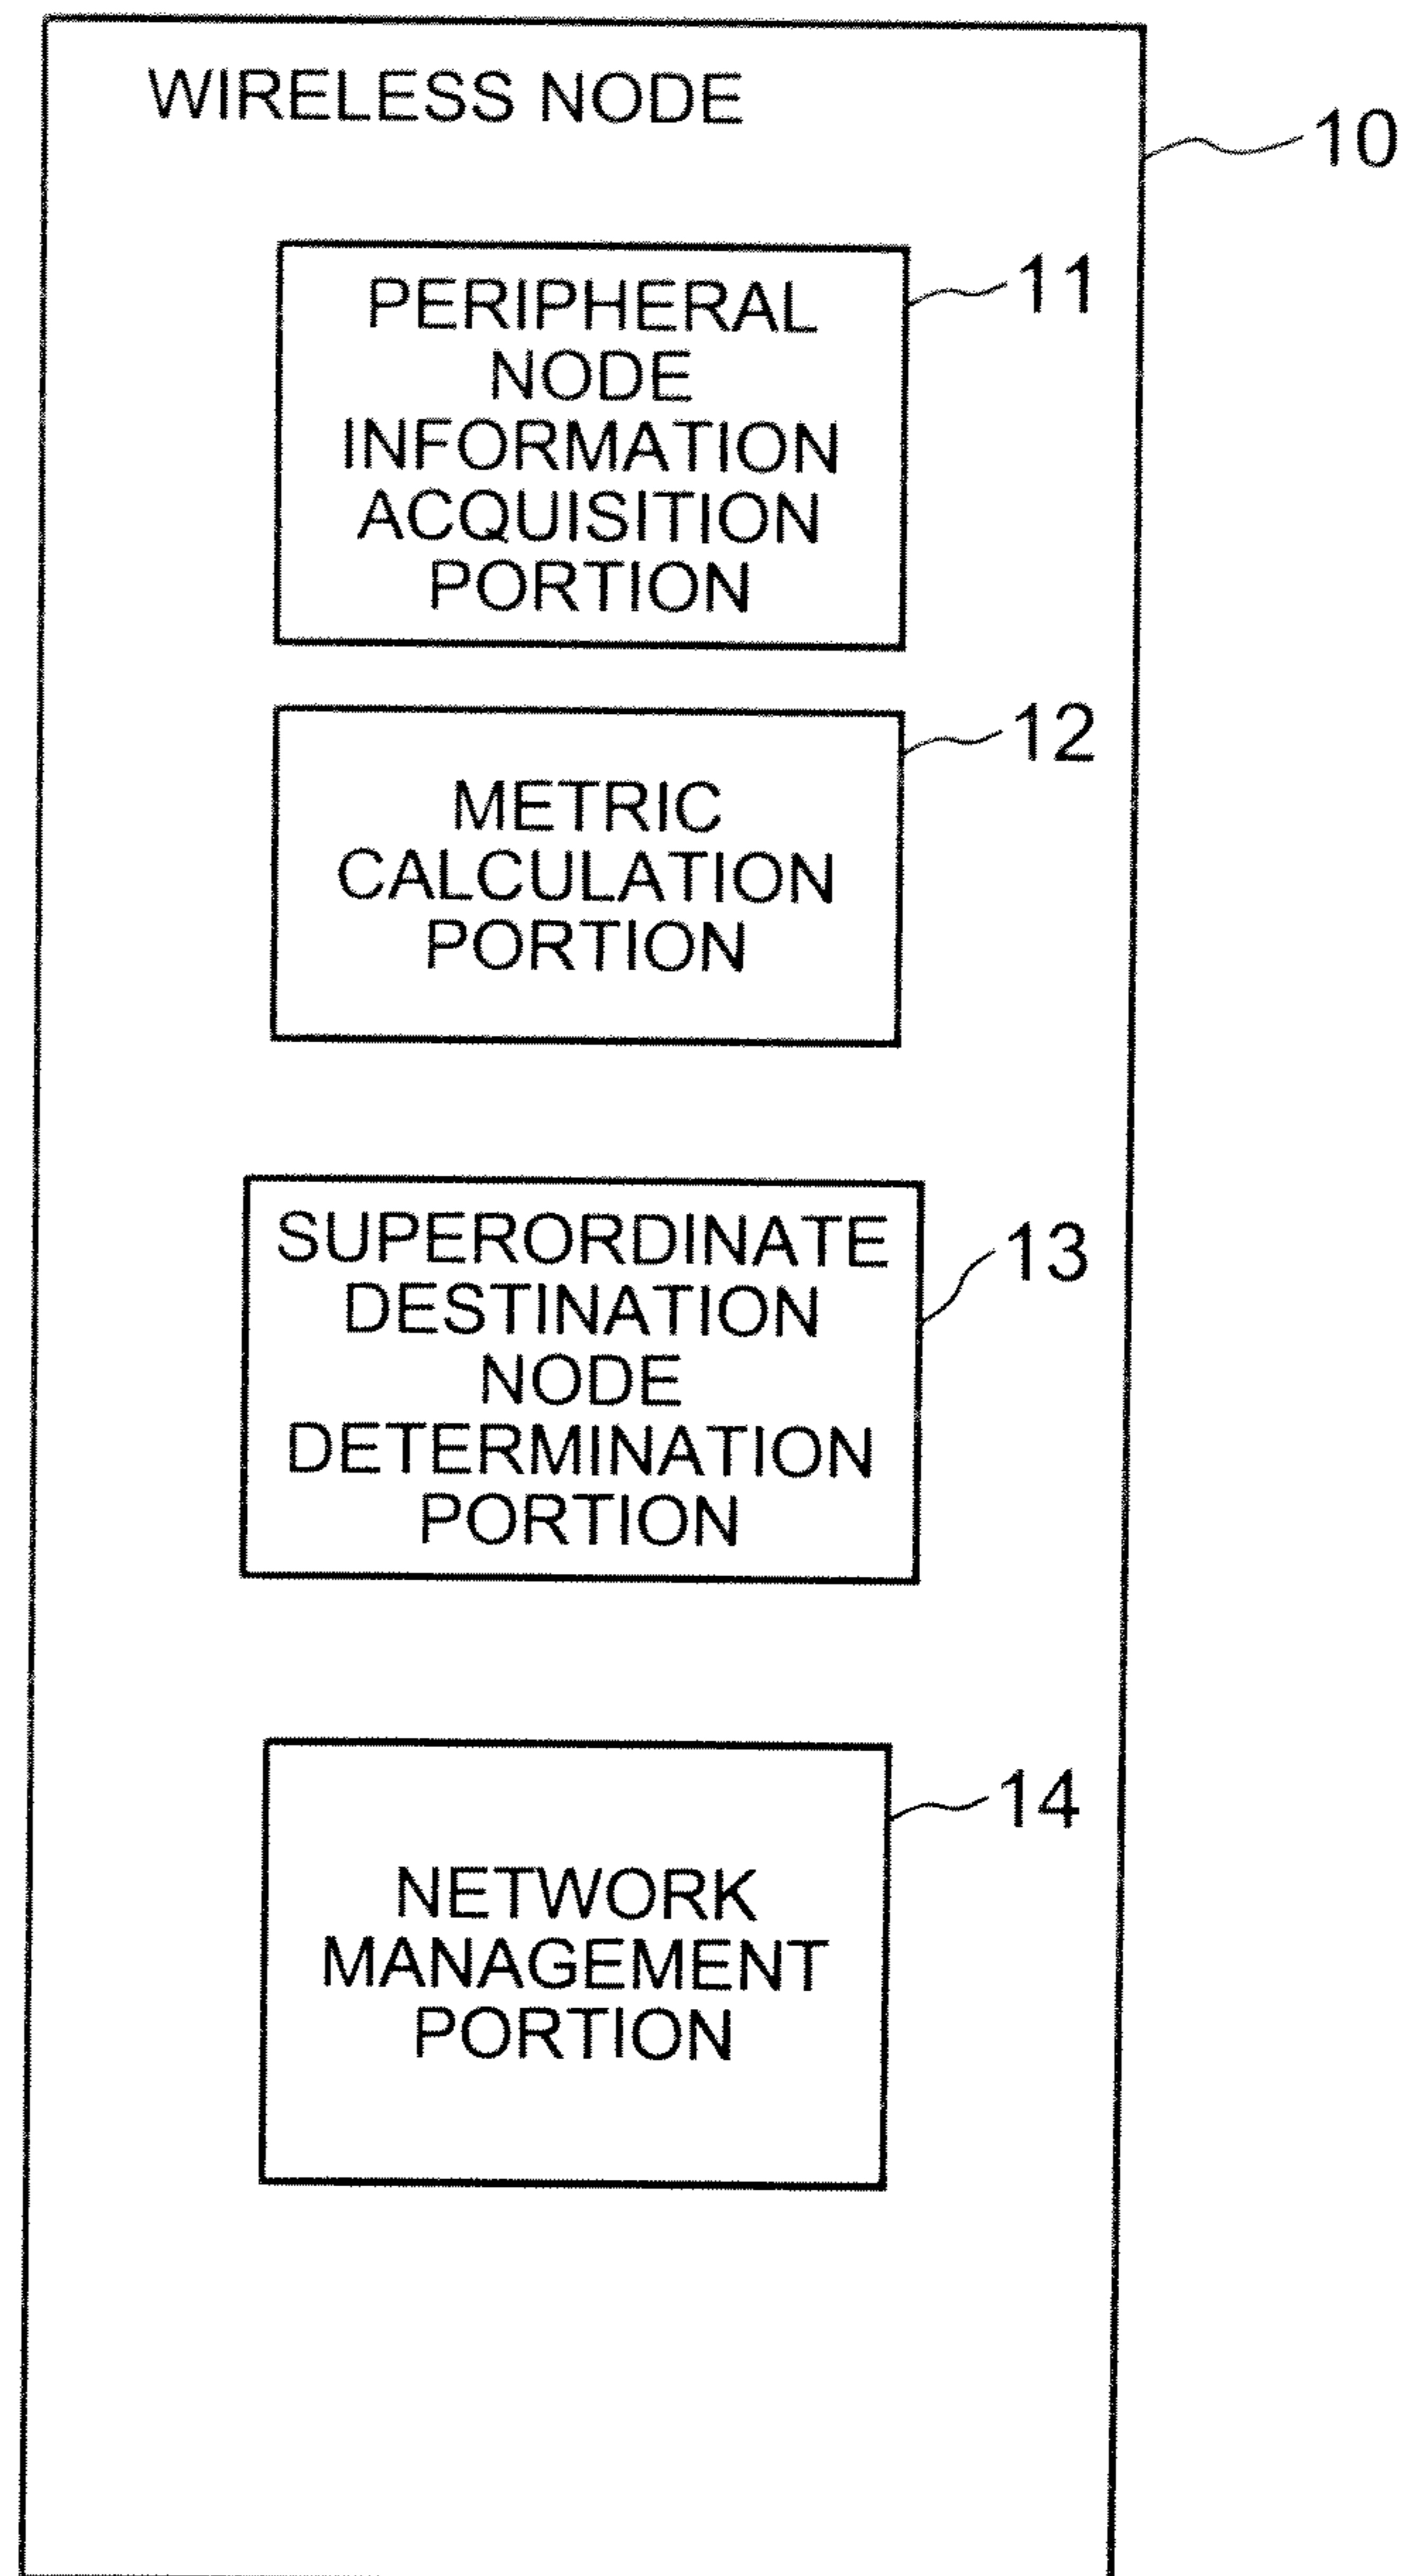 WIRELESS NODE
10
PERIPHERAL
NODE
INFORMATION
ACQUISITION
PORTION
11
METRIC
CALCULATION
PORTION
12
SUPERORDINATE
DESTINATION
NODE
DETERMINATION
PORTION
13
NETWORK
MANAGEMENT
PORTION
14